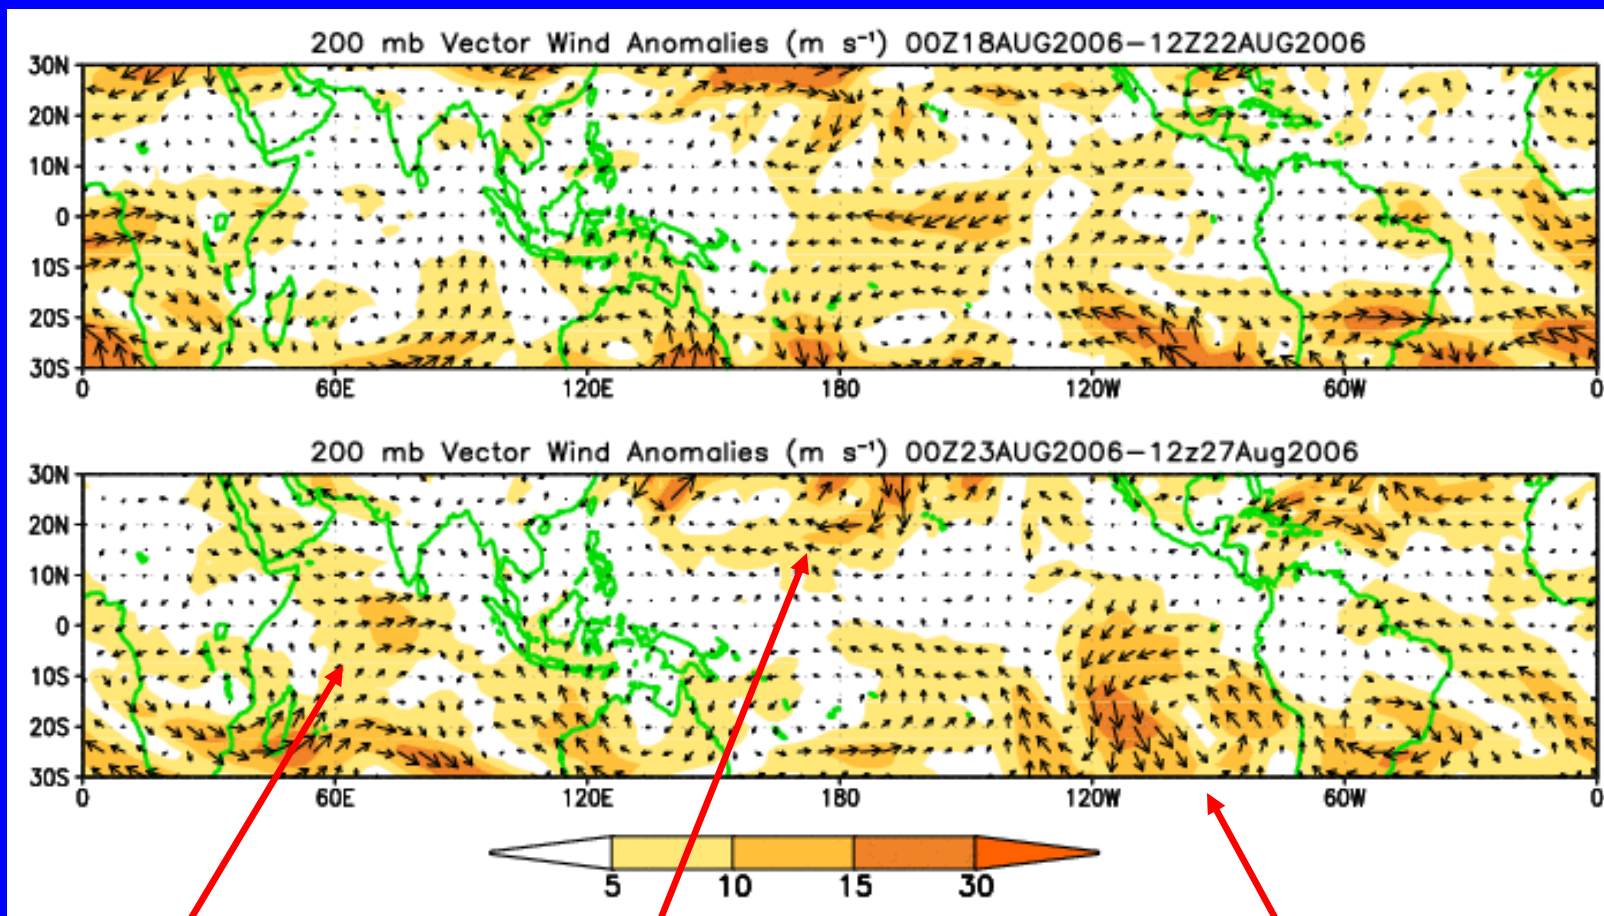 200 mb Vector Wind Anomalies (m s⁻¹) 00Z18AUG2006–12Z22AUG2006
30N
20N
10N
0
10S
20S
30S
0 60E 120E 180 120W 60W 0
200 mb Vector Wind Anomalies (m s⁻¹) 00Z23AUG2006–12z27Aug2006
30N
20N
10N
0
10S
20S
30S
0 60E 120E 180 120W 60W 0
5 10 15 30